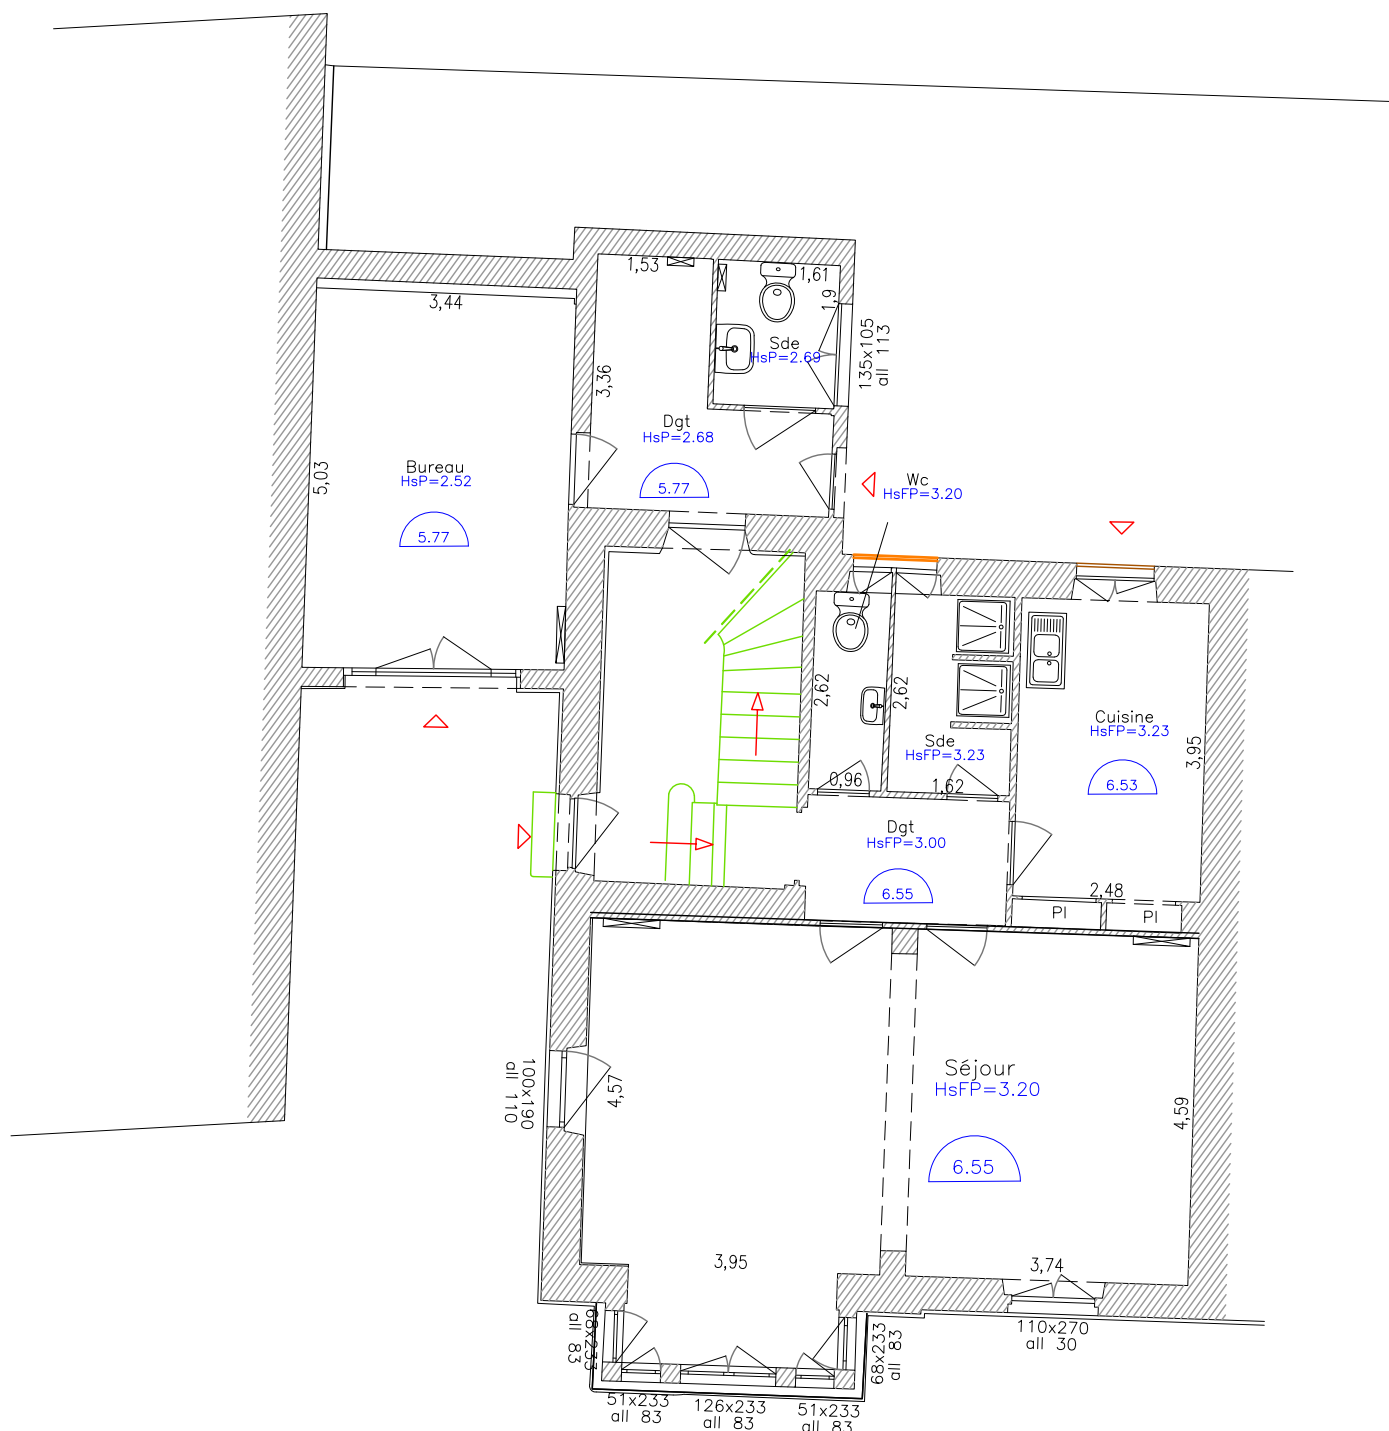 1,53
1,61
1,9
3,44
Sde
HsP=2.69
135x105
all 113
3,36
Dgt
HsP=2.68
5.77
Bureau
HsP=2.52
5,03
5.77
Wc
HsFP=3.20
2,62
2,62
Cuisine
HsFP=3.23
3,95
Sde
HsFP=3.23
0,96
1,62
6.53
Dgt
HsFP=3.00
6.55
2,48
Pl
Pl
100x190
all 110
4,57
Séjour
HsFP=3.20
4,59
6.55
3,95
3,74
68x233
all 83
68x233
all 83
110x270
all 30
51x233
all 83
126x233
all 83
51x233
all 83